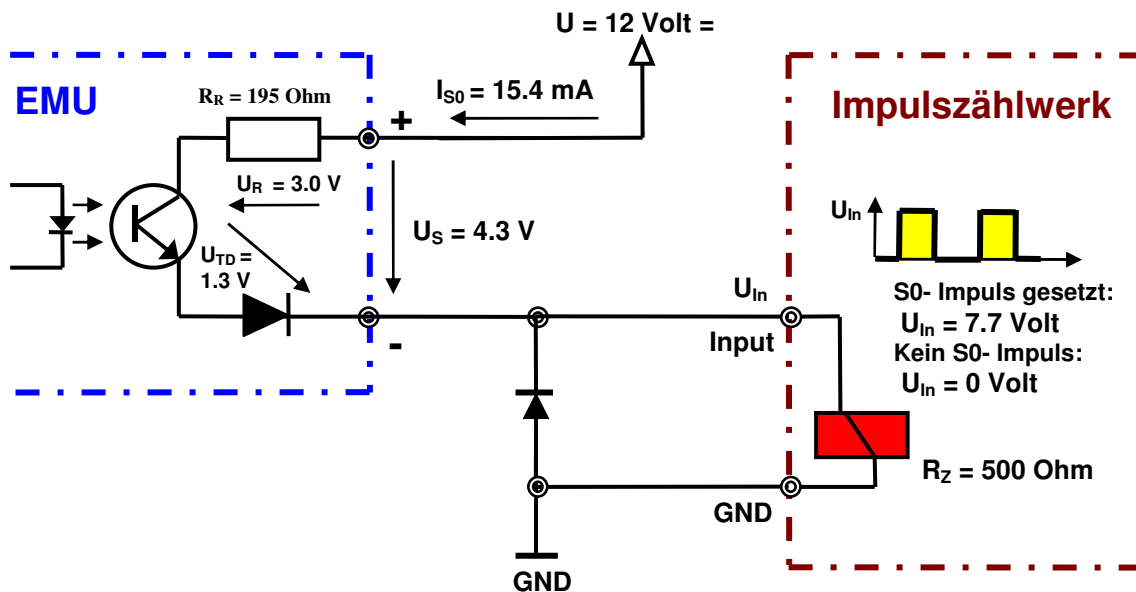 U = 12 Volt =
EMU
R_R = 195 Ohm
I_S0 = 15.4 mA
+
Impulszählwerk
U_R = 3.0 V
U_S = 4.3 V
U_TD =
1.3 V
U_In
S0- Impuls gesetzt:
U_In = 7.7 Volt
Kein S0- Impuls:
U_In = 0 Volt
U_In
Input
-
R_Z = 500 Ohm
GND
GND